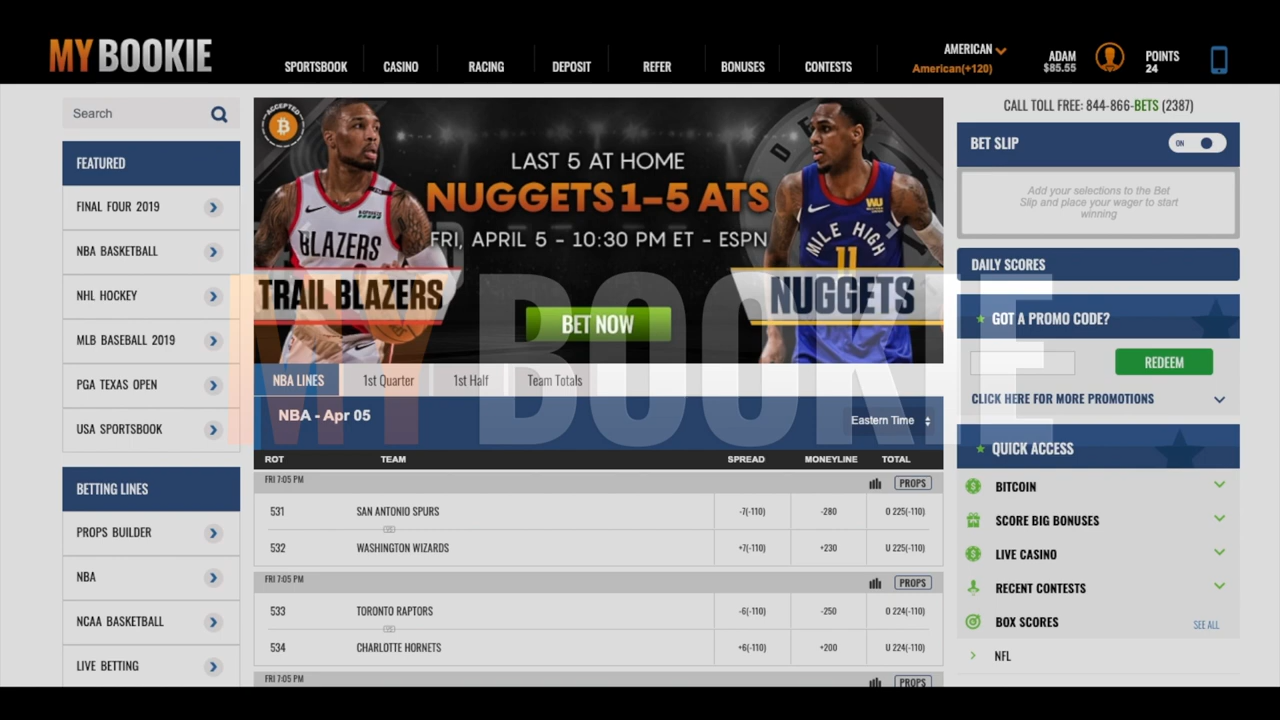 MYBOOKIE
SPORTSBOOK
CASINO
RACING
DEPOSIT
REFER
BONUSES
CONTESTS
AMERICAN
American(+120)
ADAM
$85.55
POINTS
24
Search
FEATURED
FINAL FOUR 2019
NBA BASKETBALL
NHL HOCKEY
MLB BASEBALL 2019
PGA TEXAS OPEN
USA SPORTSBOOK
BETTING LINES
PROPS BUILDER
NBA
NCAA BASKETBALL
LIVE BETTING
ACCEPTED
LAST 5 AT HOME
NUGGETS 1-5 ATS
FRI, APRIL 5 - 10:30 PM ET - ESPN
BLAZERS
WU
MILE HIGH
11
TRAIL BLAZERS
NUGGETS
BET NOW
MYBOOKIE
NBA LINES 1st Quarter 1st Half Team Totals
NBA - Apr 05
Eastern Time
ROT TEAM SPREAD MONEYLINE TOTAL
FRI 7:05 PM PROPS
531 SAN ANTONIO SPURS -7(-110) -280 O 225(-110)
532 WASHINGTON WIZARDS +7(-110) +230 U 225(-110)
FRI 7:05 PM PROPS
533 TORONTO RAPTORS -6(-110) -250 O 224(-110)
534 CHARLOTTE HORNETS +6(-110) +200 U 224(-110)
FRI 7:05 PM PROPS
CALL TOLL FREE: 844-866-BETS (2387)
BET SLIP
ON
Add your selections to the Bet
Slip and place your wager to start
winning
DAILY SCORES
GOT A PROMO CODE?
REDEEM
CLICK HERE FOR MORE PROMOTIONS
QUICK ACCESS
BITCOIN
SCORE BIG BONUSES
LIVE CASINO
RECENT CONTESTS
BOX SCORES
SEE ALL
NFL